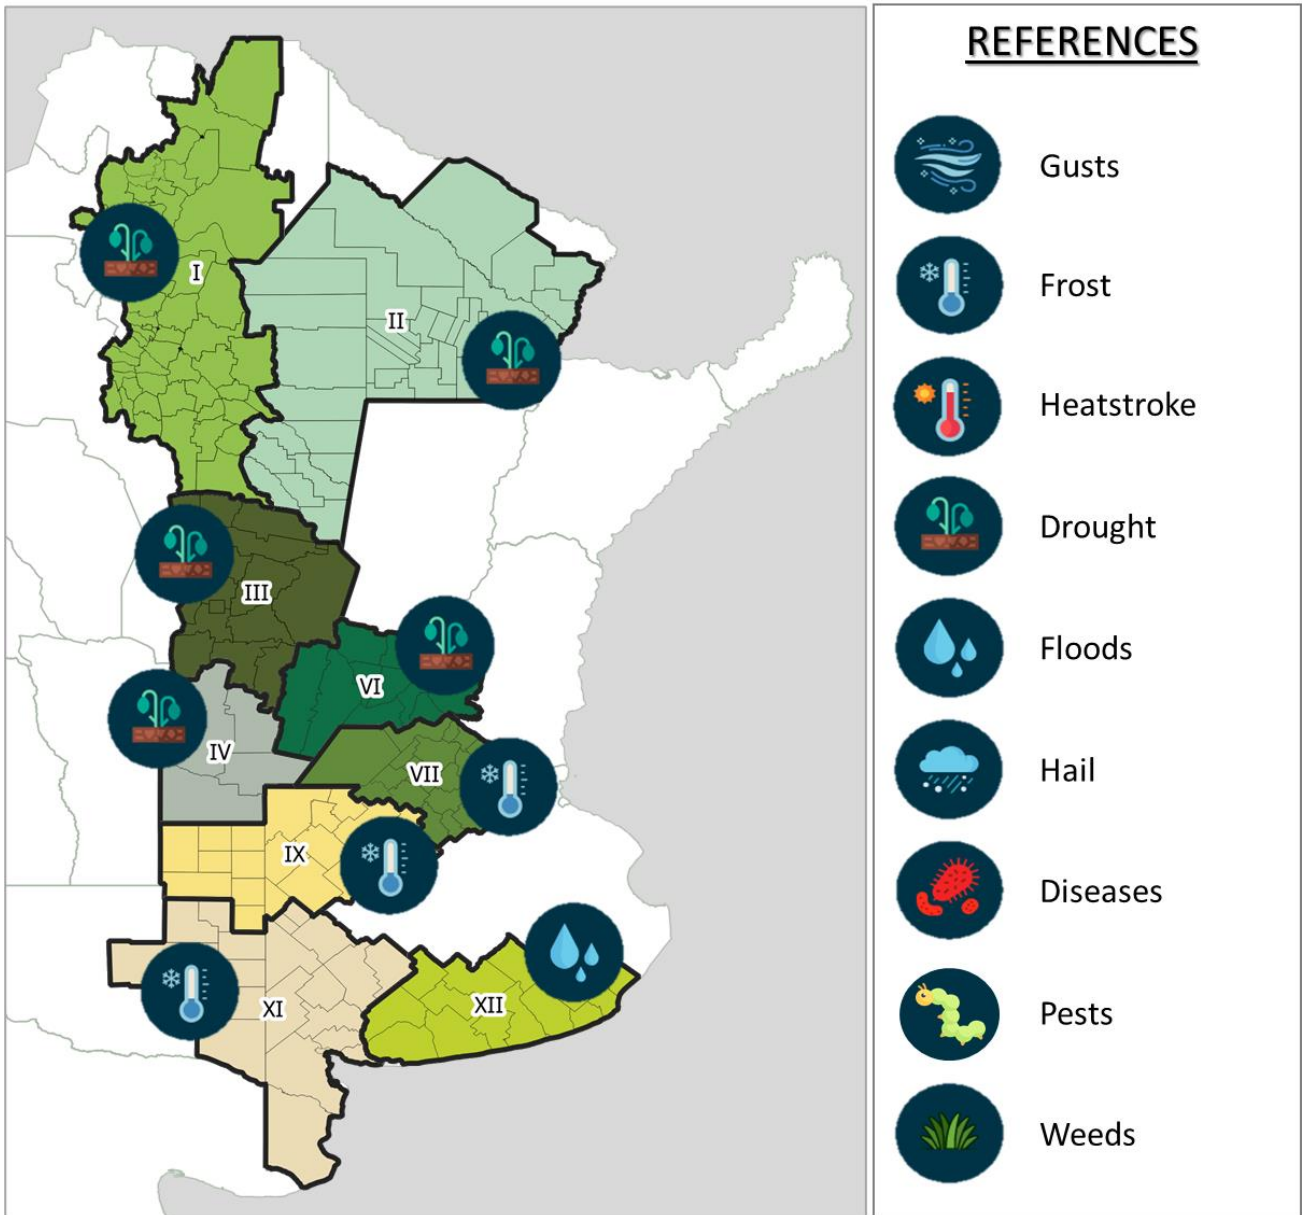 REFERENCES
Gusts
Frost
Heatstroke
Drought
Floods
Hail
Diseases
Pests
Weeds
I
II
III
VI
IV
VII
IX
XI
XII